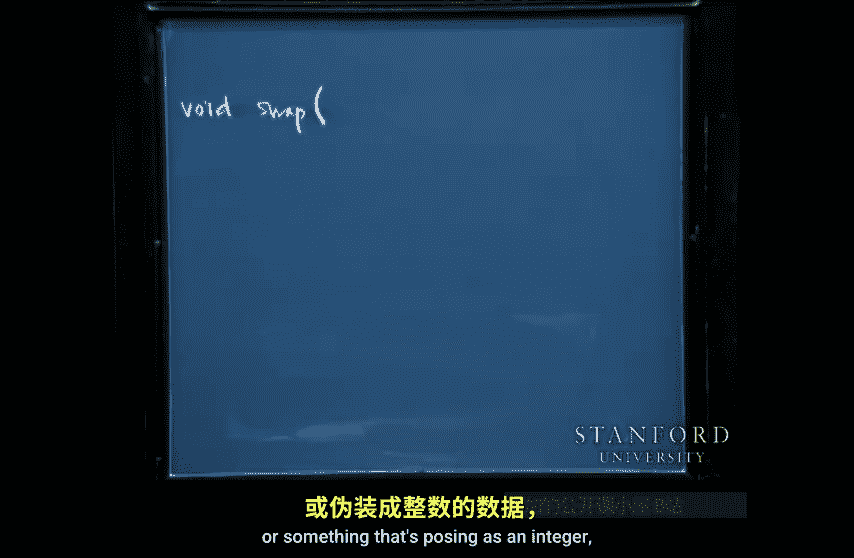 void swap(
STANFORD
UNIVERSITY
或伪装成整数的数据，
or something that's posing as an integer,